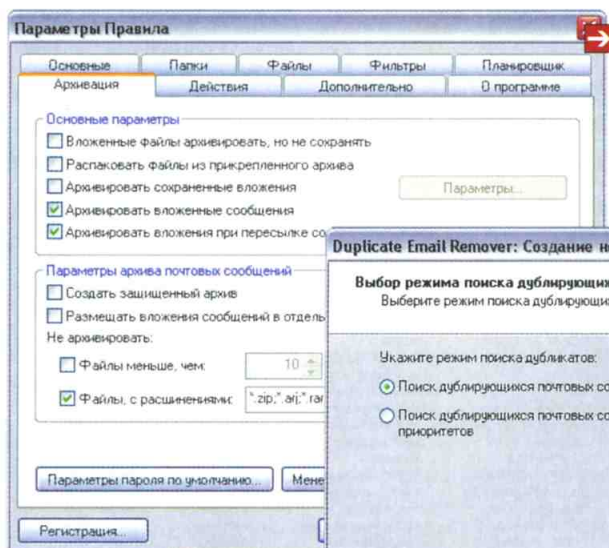 Параметры Правила
Основные Папки Файлы Фильтры Планировщик
Архивация Действия Дополнительно О программе
Основные параметры
Вложенные файлы архивировать, но не сохранять
Распаковать файлы из прикрепленного архива
Архивировать сохраненные вложения
Параметры...
Архивировать вложенные сообщения
Архивировать вложения при пересылке со
Параметры архива почтовых сообщений
Создать защищенный архив
Размещать вложения сообщений в отдель
Не архивировать:
Файлы меньше, чем: 10
Файлы, с расширениями: *.zip;*.arj;*.rar
Параметры пароля по умолчанию... Мене
Регистрация...
Duplicate Email Remover: Создание но
Выбор режима поиска дублирующих
Выберите режим поиска дублирующи
Укажите режим поиска дубликатов:
Поиск дублирующихся почтовых со
Поиск дублирующихся почтовых со
приоритетов